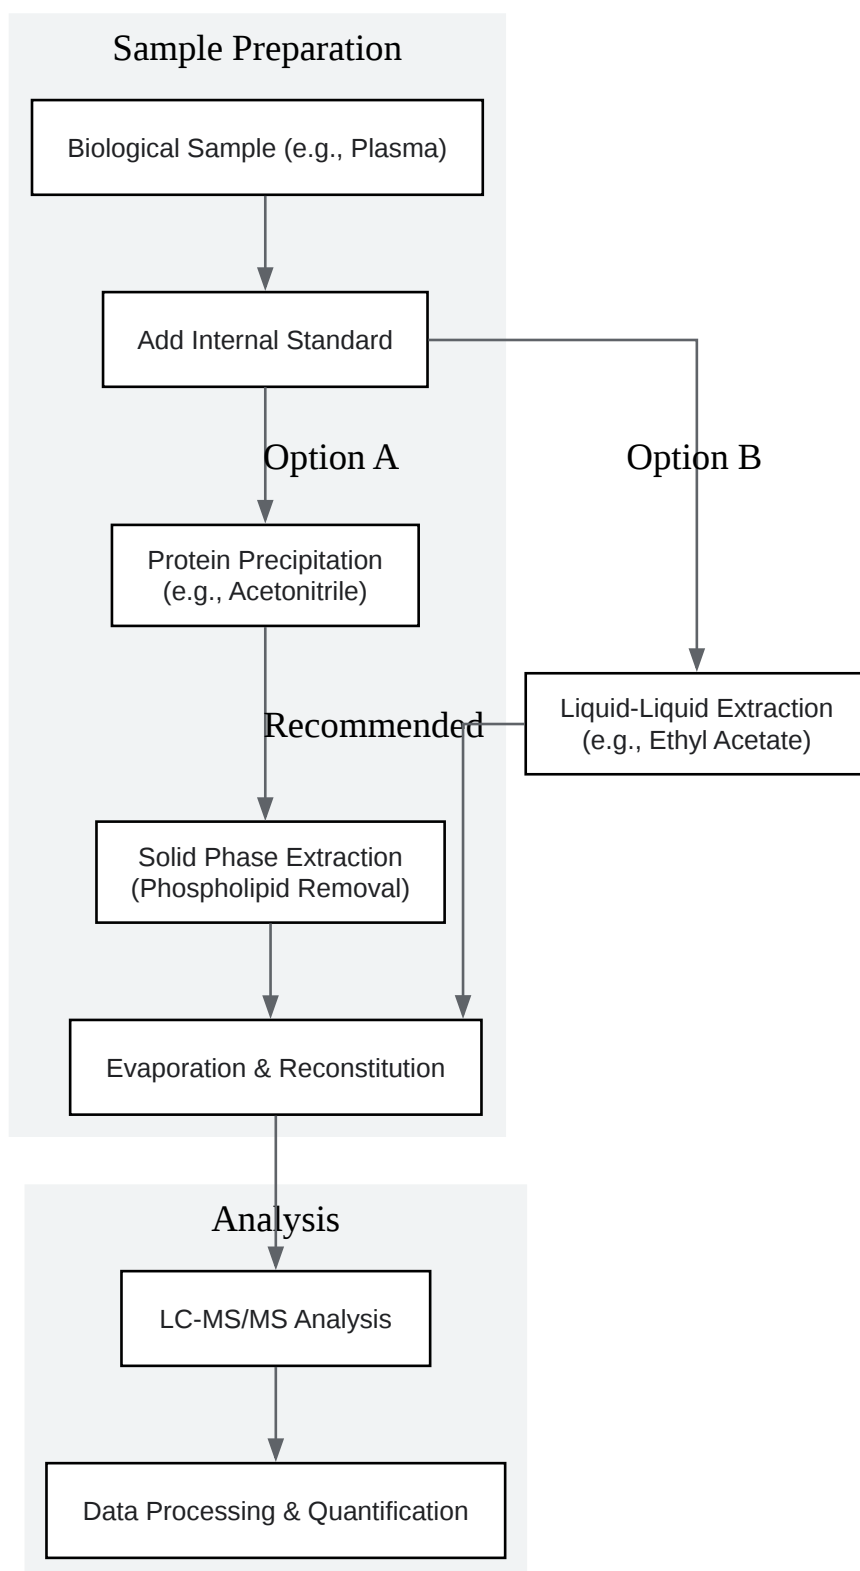 Sample Preparation
Biological Sample (e.g., Plasma)
Add Internal Standard
Option A
Option B
Protein Precipitation
(e.g., Acetonitrile)
Liquid-Liquid Extraction
(e.g., Ethyl Acetate)
Recommended
Solid Phase Extraction
(Phospholipid Removal)
Evaporation & Reconstitution
Analysis
LC-MS/MS Analysis
Data Processing & Quantification